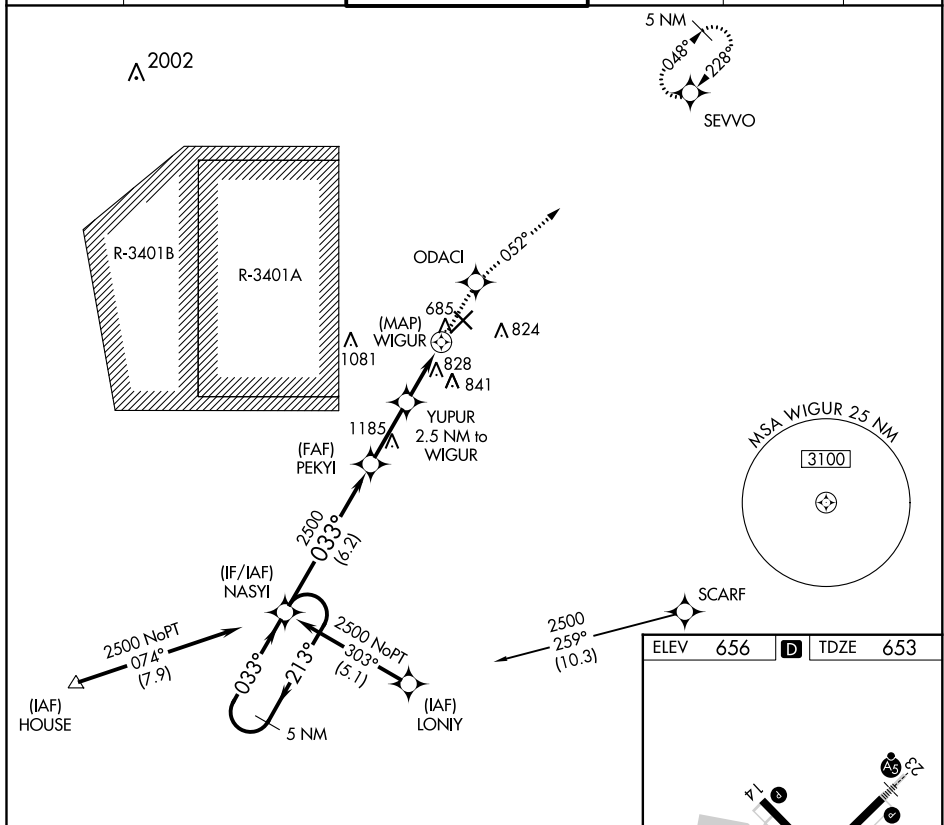 5 NM
048°
228°
SEVVO
2002
R-3401B
R-3401A
ODACI
052°
685
(MAP)
WIGUR
824
1081
828
841
YUPUR
2.5 NM to
WIGUR
1185
(FAF)
PEKYI
MSA WIGUR 25 NM
3100
2500
033°
(6.2)
(IF/IAF)
NASYI
SCARF
2500
259°
(10.3)
2500 NoPT
074°
(7.9)
2500 NoPT
303°
(5.1)
033°
213°
(IAF)
HOUSE
(IAF)
LONIY
5 NM
ELEV 656 D TDZE 653
A5
23
14
P
P